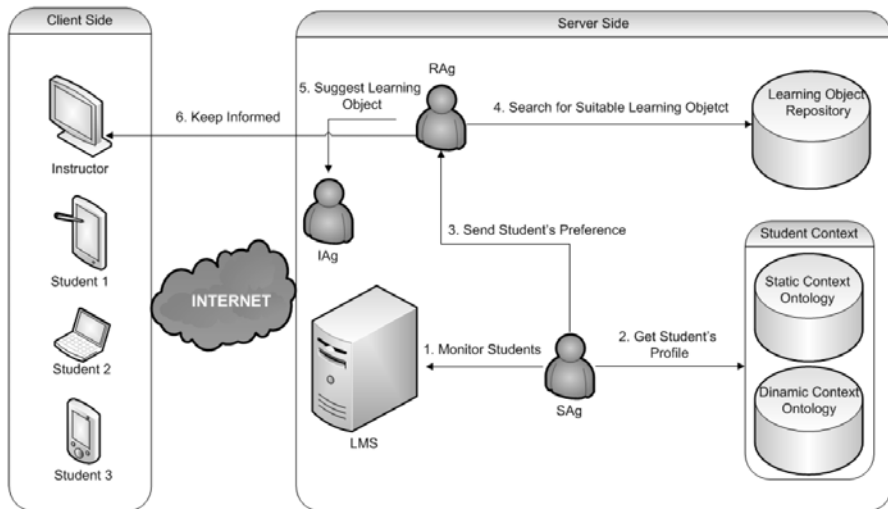 Client Side
Server Side
RAg
5. Suggest Learning
Object
4. Search for Suitable Learning Objetct
Learning Object
Repository
6. Keep Informed
Instructor
IAg
3. Send Student's Preference
Student Context
Static Context
Ontology
Student 1
INTERNET
1. Monitor Students
2. Get Student's
Profile
Student 2
SAg
Dinamic Context
Ontology
LMS
Student 3